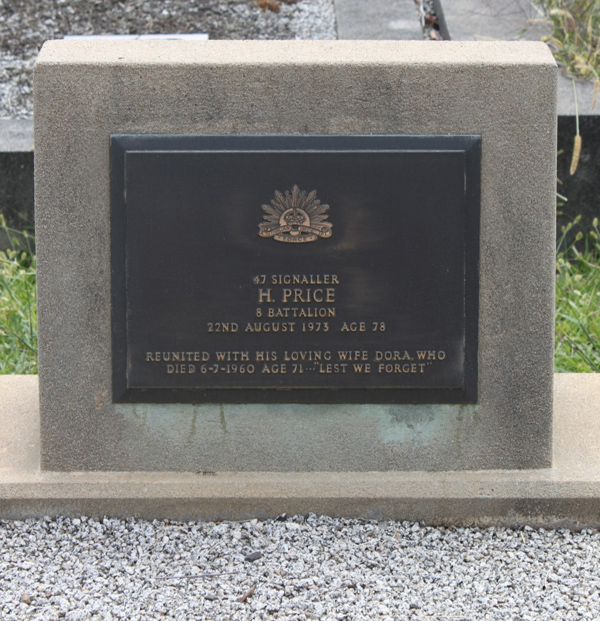 47 SIGNALLER
H. PRICE
8 BATTALION
22ND AUGUST 1973 AGE 78
REUNITED WITH HIS LOVING WIFE DORA, WHO
DIED 6-7-1960 AGE 71..."LEST WE FORGET"